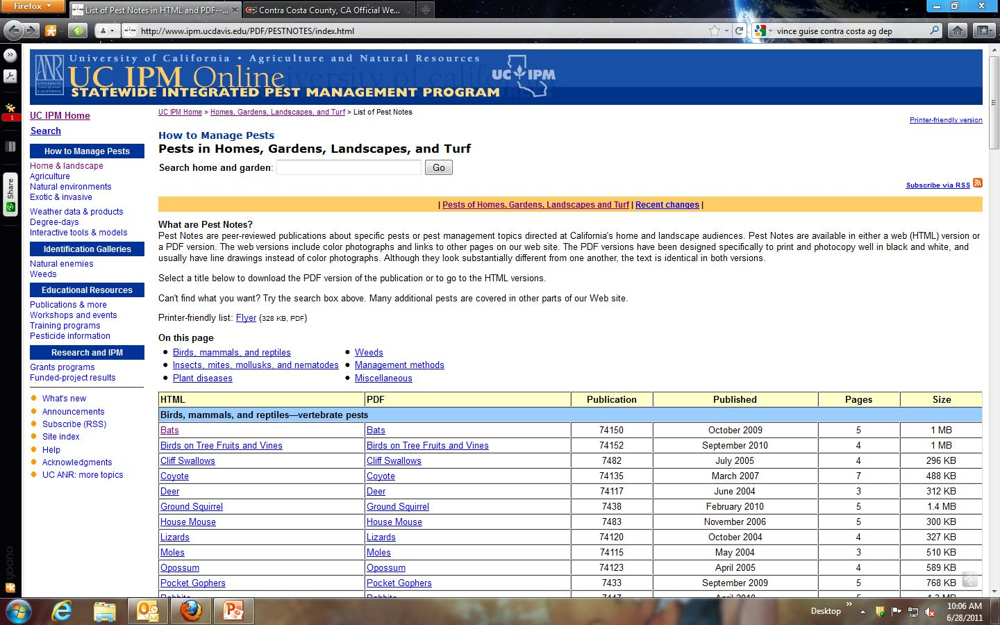 Firefox
List of Pest Notes in HTML and PDF--...
Contra Costa County, CA Official We...
http://www.ipm.ucdavis.edu/PDF/PESTNOTES/index.html
vince guise contra costa ag dep
University of California • Agriculture and Natural Resources
ANR
UC IPM Online
STATEWIDE INTEGRATED PEST MANAGEMENT PROGRAM
UC IPM
1
Share
yoono
UC IPM Home
Search
How to Manage Pests
Home & landscape
Agriculture
Natural environments
Exotic & invasive
Weather data & products
Degree-days
Interactive tools & models
Identification Galleries
Natural enemies
Weeds
Educational Resources
Publications & more
Workshops and events
Training programs
Pesticide information
Research and IPM
Grants programs
Funded-project results
What's new
Announcements
Subscribe (RSS)
Site index
Help
Acknowledgments
UC ANR: more topics
UC IPM Home > Homes, Gardens, Landscapes, and Turf > List of Pest Notes
Printer-friendly version
How to Manage Pests
Pests in Homes, Gardens, Landscapes, and Turf
Search home and garden: Go
Subscribe via RSS
| Pests of Homes, Gardens, Landscapes and Turf | Recent changes |
What are Pest Notes?
Pest Notes are peer-reviewed publications about specific pests or pest management topics directed at California's home and landscape audiences. Pest Notes are available in either a web (HTML) version or
a PDF version. The web versions include color photographs and links to other pages on our web site. The PDF versions have been designed specifically to print and photocopy well in black and white, and
usually have line drawings instead of color photographs. Although they look substantially different from one another, the text is identical in both versions.
Select a title below to download the PDF version of the publication or to go to the HTML versions.
Can't find what you want? Try the search box above. Many additional pests are covered in other parts of our Web site.
Printer-friendly list: Flyer (328 KB, PDF)
On this page
Birds, mammals, and reptiles
Insects, mites, mollusks, and nematodes
Plant diseases
Weeds
Management methods
Miscellaneous
HTML PDF Publication Published Pages Size
Birds, mammals, and reptiles—vertebrate pests
Bats Bats 74150 October 2009 5 1 MB
Birds on Tree Fruits and Vines Birds on Tree Fruits and Vines 74152 September 2010 4 1 MB
Cliff Swallows Cliff Swallows 7482 July 2005 4 296 KB
Coyote Coyote 74135 March 2007 7 488 KB
Deer Deer 74117 June 2004 3 312 KB
Ground Squirrel Ground Squirrel 7438 February 2010 5 1.4 MB
House Mouse House Mouse 7483 November 2006 5 300 KB
Lizards Lizards 74120 October 2004 4 327 KB
Moles Moles 74115 May 2004 3 510 KB
Opossum Opossum 74123 April 2005 4 589 KB
Pocket Gophers Pocket Gophers 7433 September 2009 5 768 KB
Rabbits Rabbits 7447 April 2010 5 1.3 MB
Desktop
10:06 AM
6/28/2011